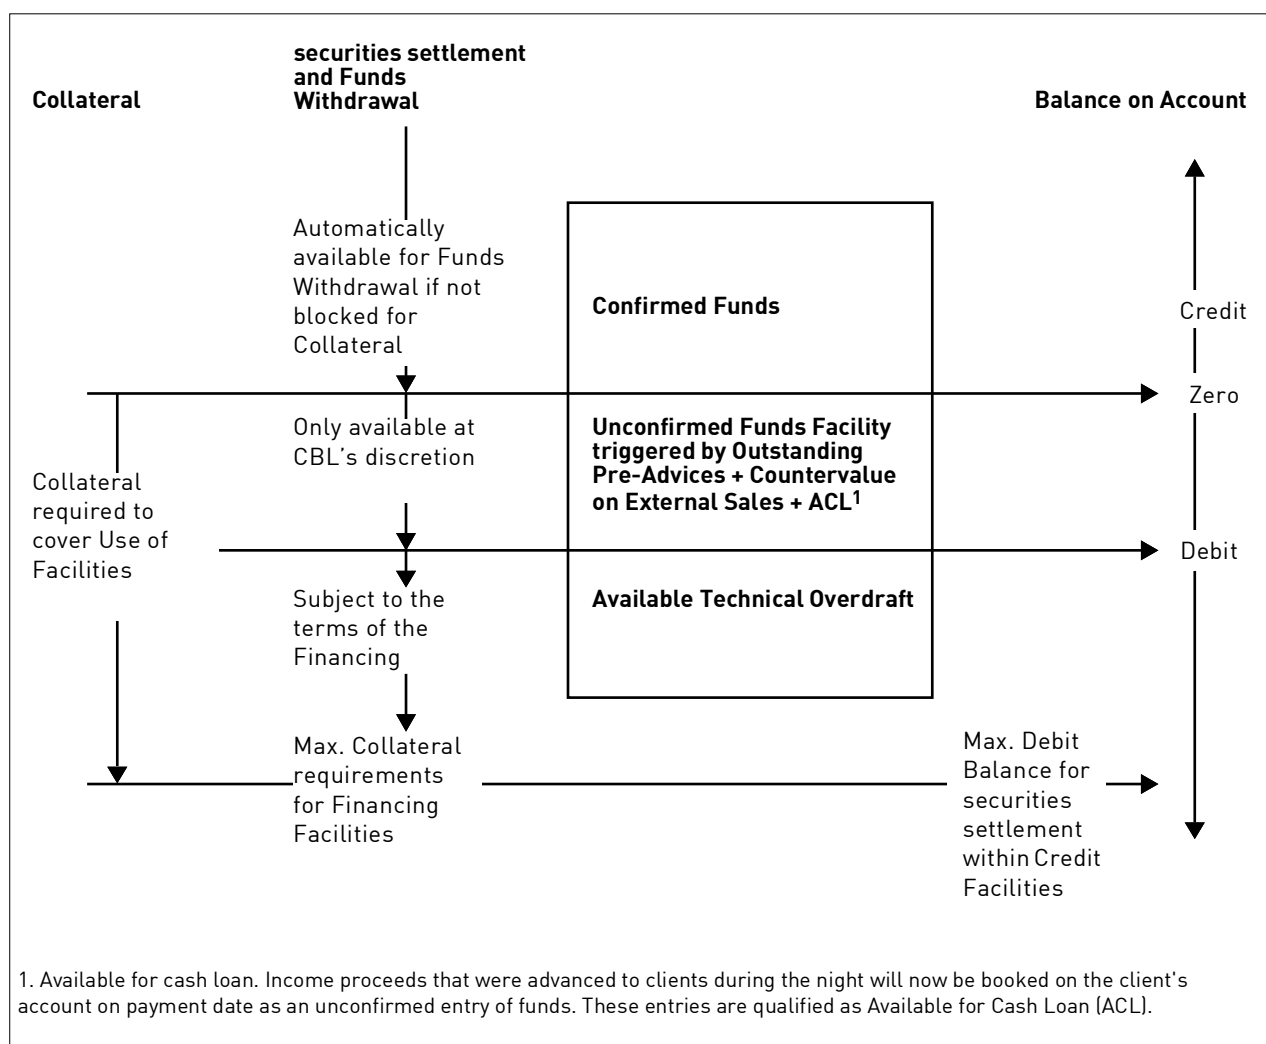 securities settlement
and Funds
Withdrawal
Collateral
Balance on Account
Automatically
available for Funds
Withdrawal if not
blocked for
Collateral
Confirmed Funds
Credit
Zero
Only available at
CBL's discretion
Unconfirmed Funds Facility
triggered by Outstanding
Pre-Advices + Countervalue
on External Sales + ACL1
Collateral
required to
cover Use of
Facilities
Debit
Subject to the
terms of the
Financing
Available Technical Overdraft
Max. Collateral
requirements
for Financing
Facilities
Max. Debit
Balance for
securities
settlement
within Credit
Facilities
1. Available for cash loan. Income proceeds that were advanced to clients during the night will now be booked on the client's
account on payment date as an unconfirmed entry of funds. These entries are qualified as Available for Cash Loan (ACL).